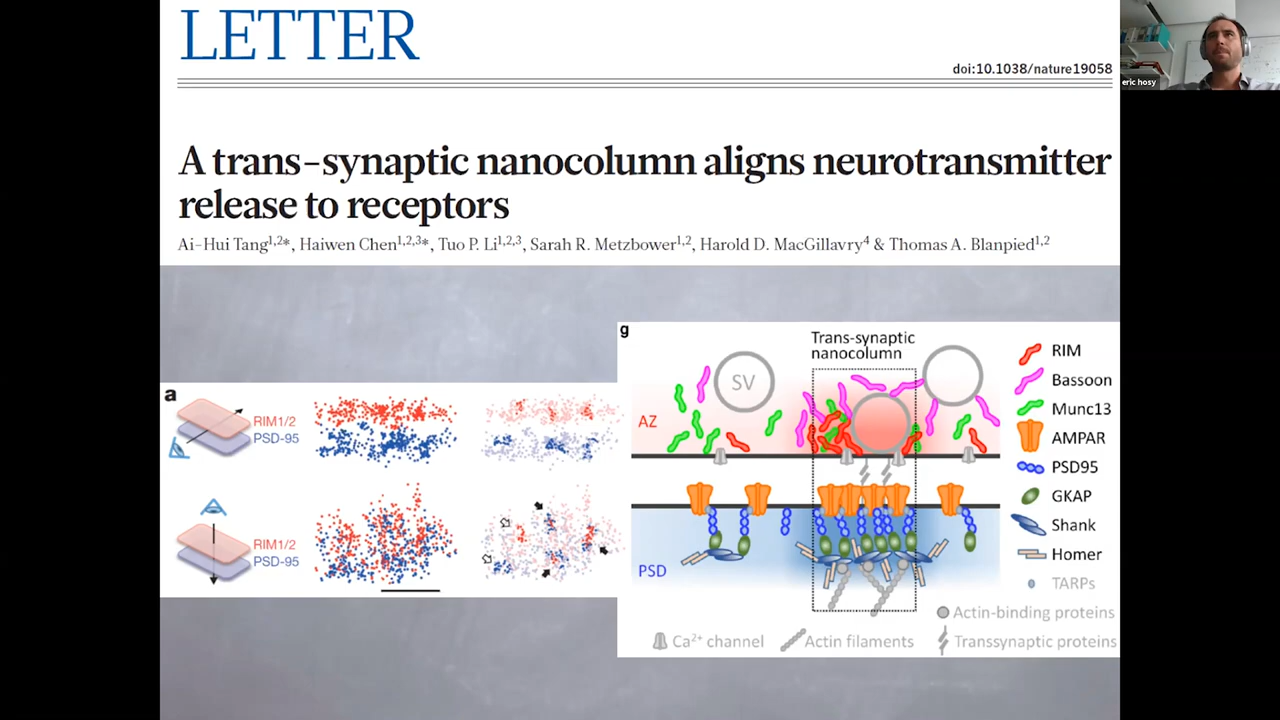 LETTER
doi:10.1038/nature19058
eric hosy
A trans-synaptic nanocolumn aligns neurotransmitter
release to receptors
Ai-Hui Tang1,2*, Haiwen Chen1,2,3*, Tuo P. Li1,2,3, Sarah R. Metzbower1,2, Harold D. MacGillavry4 & Thomas A. Blanpied1,2
a
RIM1/2
PSD-95
RIM1/2
PSD-95
g
Trans-synaptic
nanocolumn
SV
AZ
PSD
RIM
Bassoon
Munc13
AMPAR
PSD95
GKAP
Shank
Homer
TARPs
Actin-binding proteins
Ca2+ channel
Actin filaments
Transsynaptic proteins